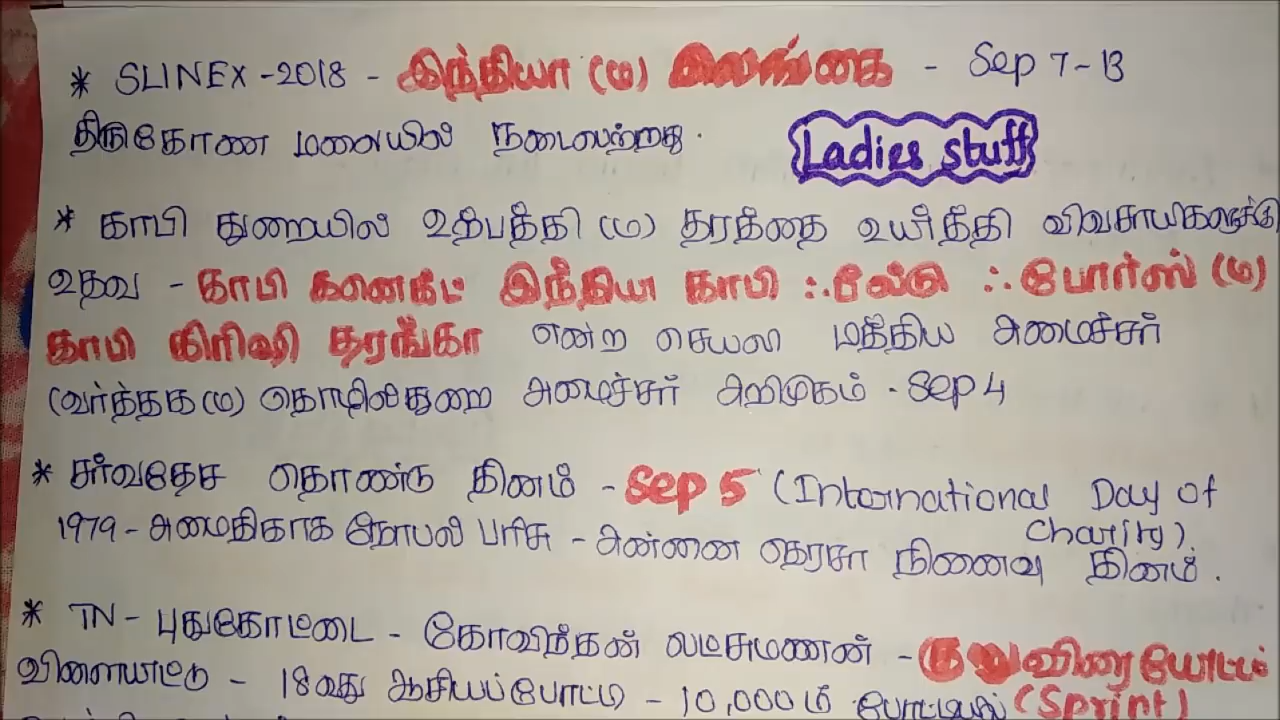 * SLINEX -2018 - இந்தியா (ம) இலங்கை - Sep 7-13
திருகோண மலையில் நடைபெற்றது.
Ladies stuff
* காபி துறையில் உற்பத்தி (ம) தரத்தை உயர்த்தி விவசாயிகளுக்கு
உதவ - காபி கனெக்ட் இந்தியா காபி ஃபீல்டு ஃபோர்ஸ் (ம)
காபி கிரிஷி தரங்கா என்ற செயலி மத்திய அமைச்சர்
(வர்த்தக (ம) தொழில்துறை அமைச்சர் அறிமுகம் - Sep 4
* சர்வதேச தொண்டு தினம் - Sep 5 (International Day of
Charity).
1979 - அமைதிகாக நோபல் பரிசு - அன்னை தெரசா நினைவு தினம்.
* TN - புதுகோட்டை - கோவிந்தன் லட்சுமணன் -
விளையாட்டு - 18வது ஆசியப்போட்டி - 10,000 மீ போட்டியில் (Sprint)